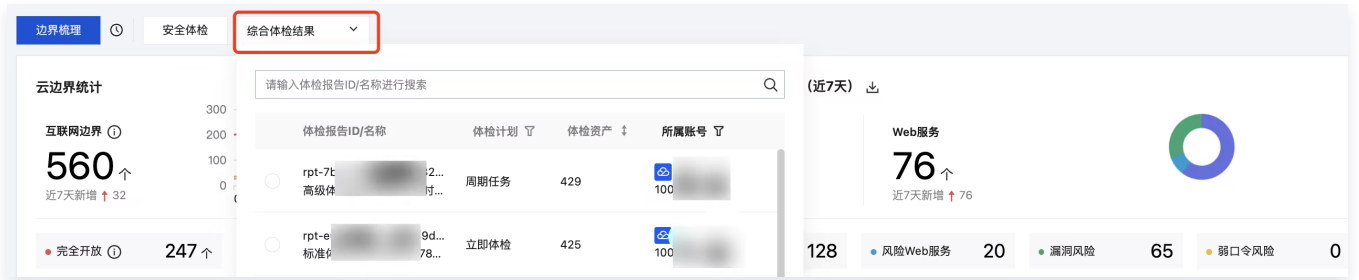 边界梳理
安全体检
综合体检结果
请输入体检报告ID/名称进行搜索
云边界统计
(近7天)
互联网边界
560 个
近7天新增 32
300
200
100
0
体检报告ID/名称 体检计划 体检资产 所属账号
rpt-7b
高级体
周期任务 429
100
rpt-e 9d...
标准体 78...
立即体检 425
100
Web服务
76 个
近7天新增 76
完全开放 247 个
128
风险Web服务 20
漏洞风险 65
弱口令风险 0